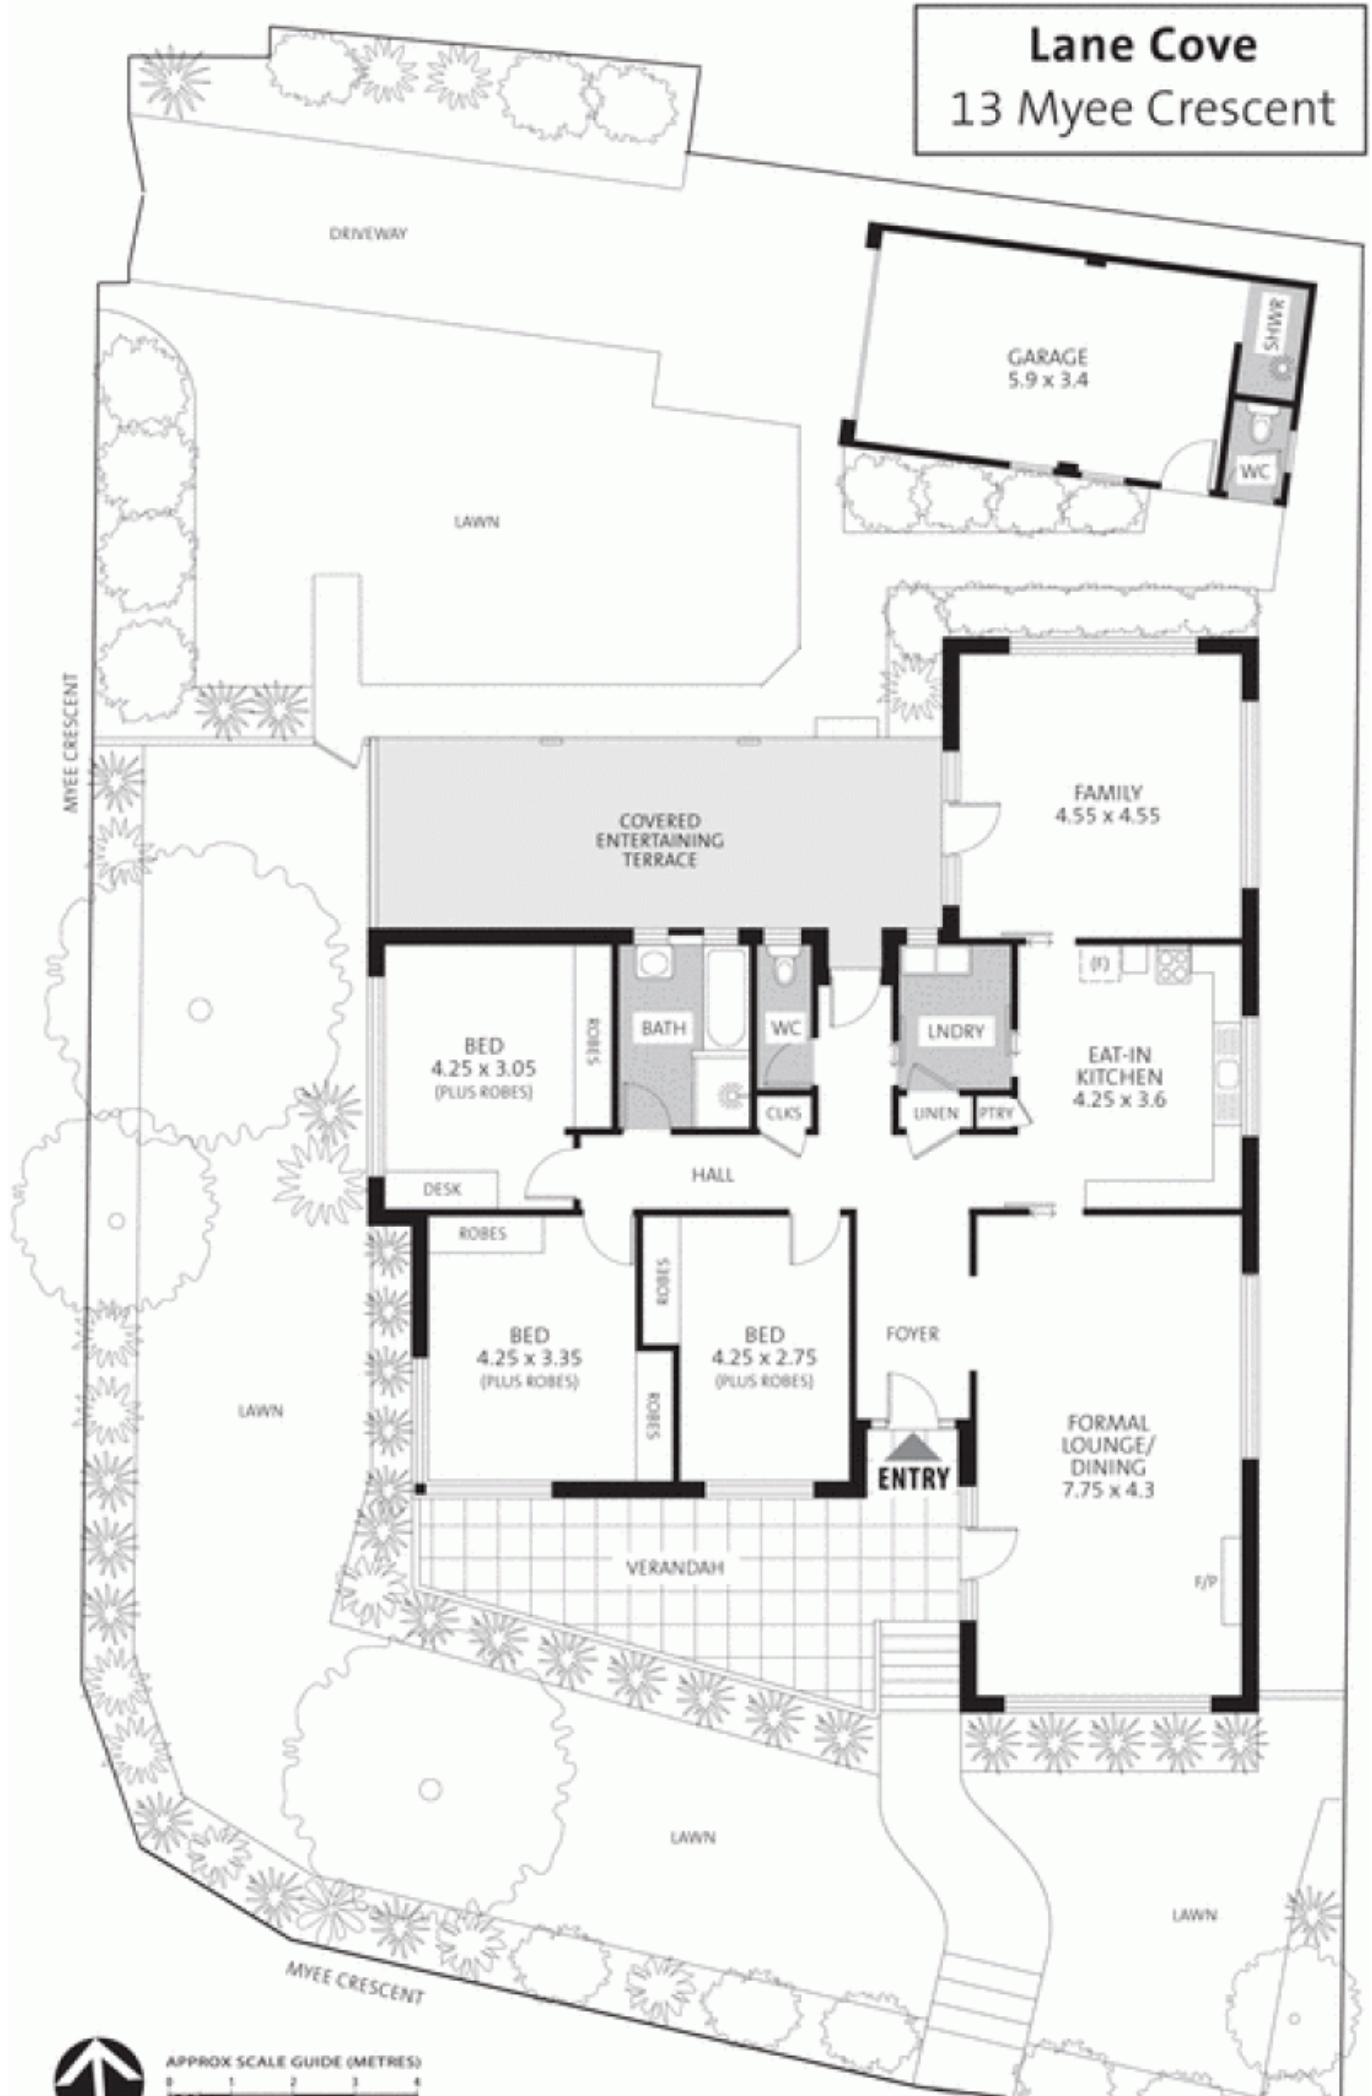 Lane Cove
13 Myee Crescent
DRIVEWAY
SHWR
GARAGE
5.9 x 3.4
WC
LAWN
MYEE CRESCENT
FAMILY
4.55 x 4.55
COVERED
ENTERTAINING
TERRACE
(F)
BED
4.25 x 3.05
(PLUS ROBES)
ROBES
BATH
WC
LNDRY
EAT-IN
KITCHEN
4.25 x 3.6
CLKS
LINEN
PTRY
HALL
DESK
ROBES
ROBES
BED
4.25 x 3.35
(PLUS ROBES)
BED
4.25 x 2.75
(PLUS ROBES)
FOYER
ROBES
LAWN
FORMAL
LOUNGE/
DINING
7.75 x 4.3
ENTRY
VERANDAH
F/P
LAWN
LAWN
MYEE CRESCENT
APPROX SCALE GUIDE (METRES)
0 1 2 3 4